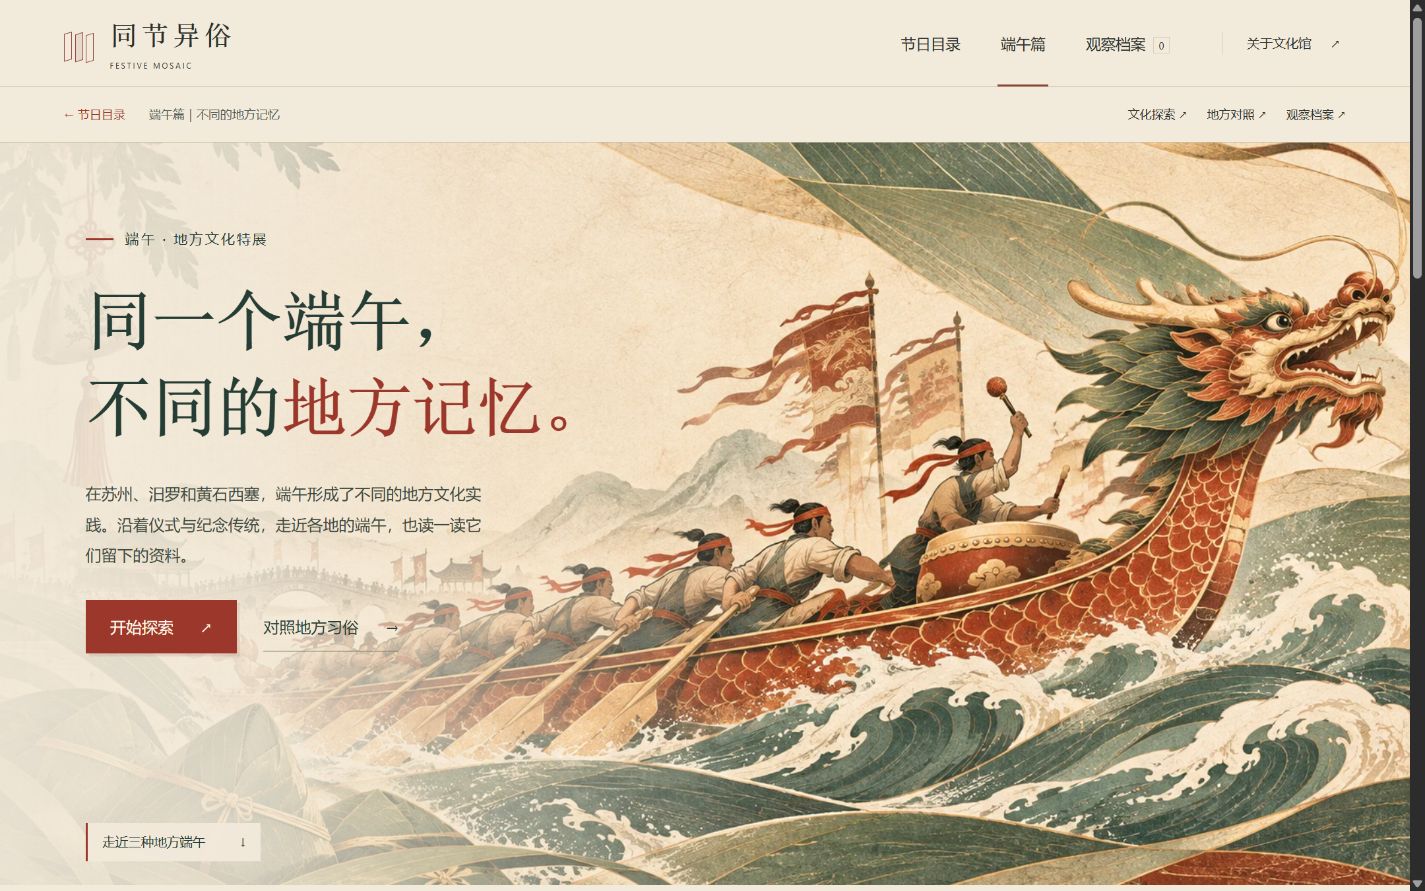 同节异俗
FESTIVE MOSAIC
节日目录
端午篇
观察档案 0
关于文化馆 ↗
← 节日目录
端午篇 | 不同的地方记忆
文化探索 ↗
地方对照 ↗
观察档案 ↗
端午 · 地方文化特展
同一个端午，
不同的地方记忆。
在苏州、汨罗和黄石西塞，端午形成了不同的地方文化实
践。沿着仪式与纪念传统，走近各地的端午，也读一读它
们留下的资料。
开始探索 ↗
对照地方习俗 →
走近三种地方端午 ↓